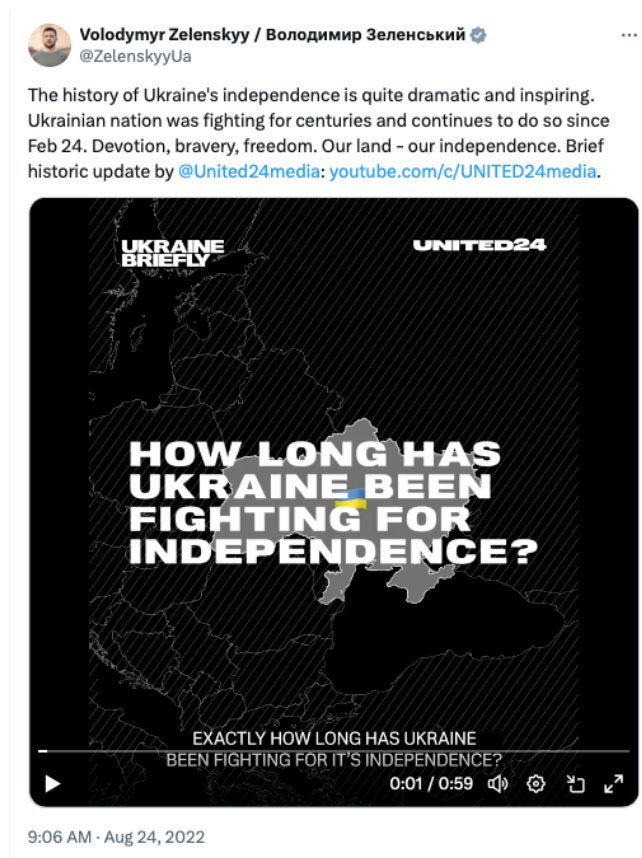 Volodymyr Zelenskyy / Володимир Зеленський
@ZelenskyyUa
The history of Ukraine's independence is quite dramatic and inspiring.
Ukrainian nation was fighting for centuries and continues to do so since
Feb 24. Devotion, bravery, freedom. Our land - our independence. Brief
historic update by @United24media: youtube.com/c/UNITED24media.
UKRAINE
BRIEFLY
UNITED24
HOW LONG HAS
UKRAINE BEEN
FIGHTING FOR
INDEPENDENCE?
EXACTLY HOW LONG HAS UKRAINE
BEEN FIGHTING FOR IT'S INDEPENDENCE?
0:01 / 0:59
9:06 AM · Aug 24, 2022